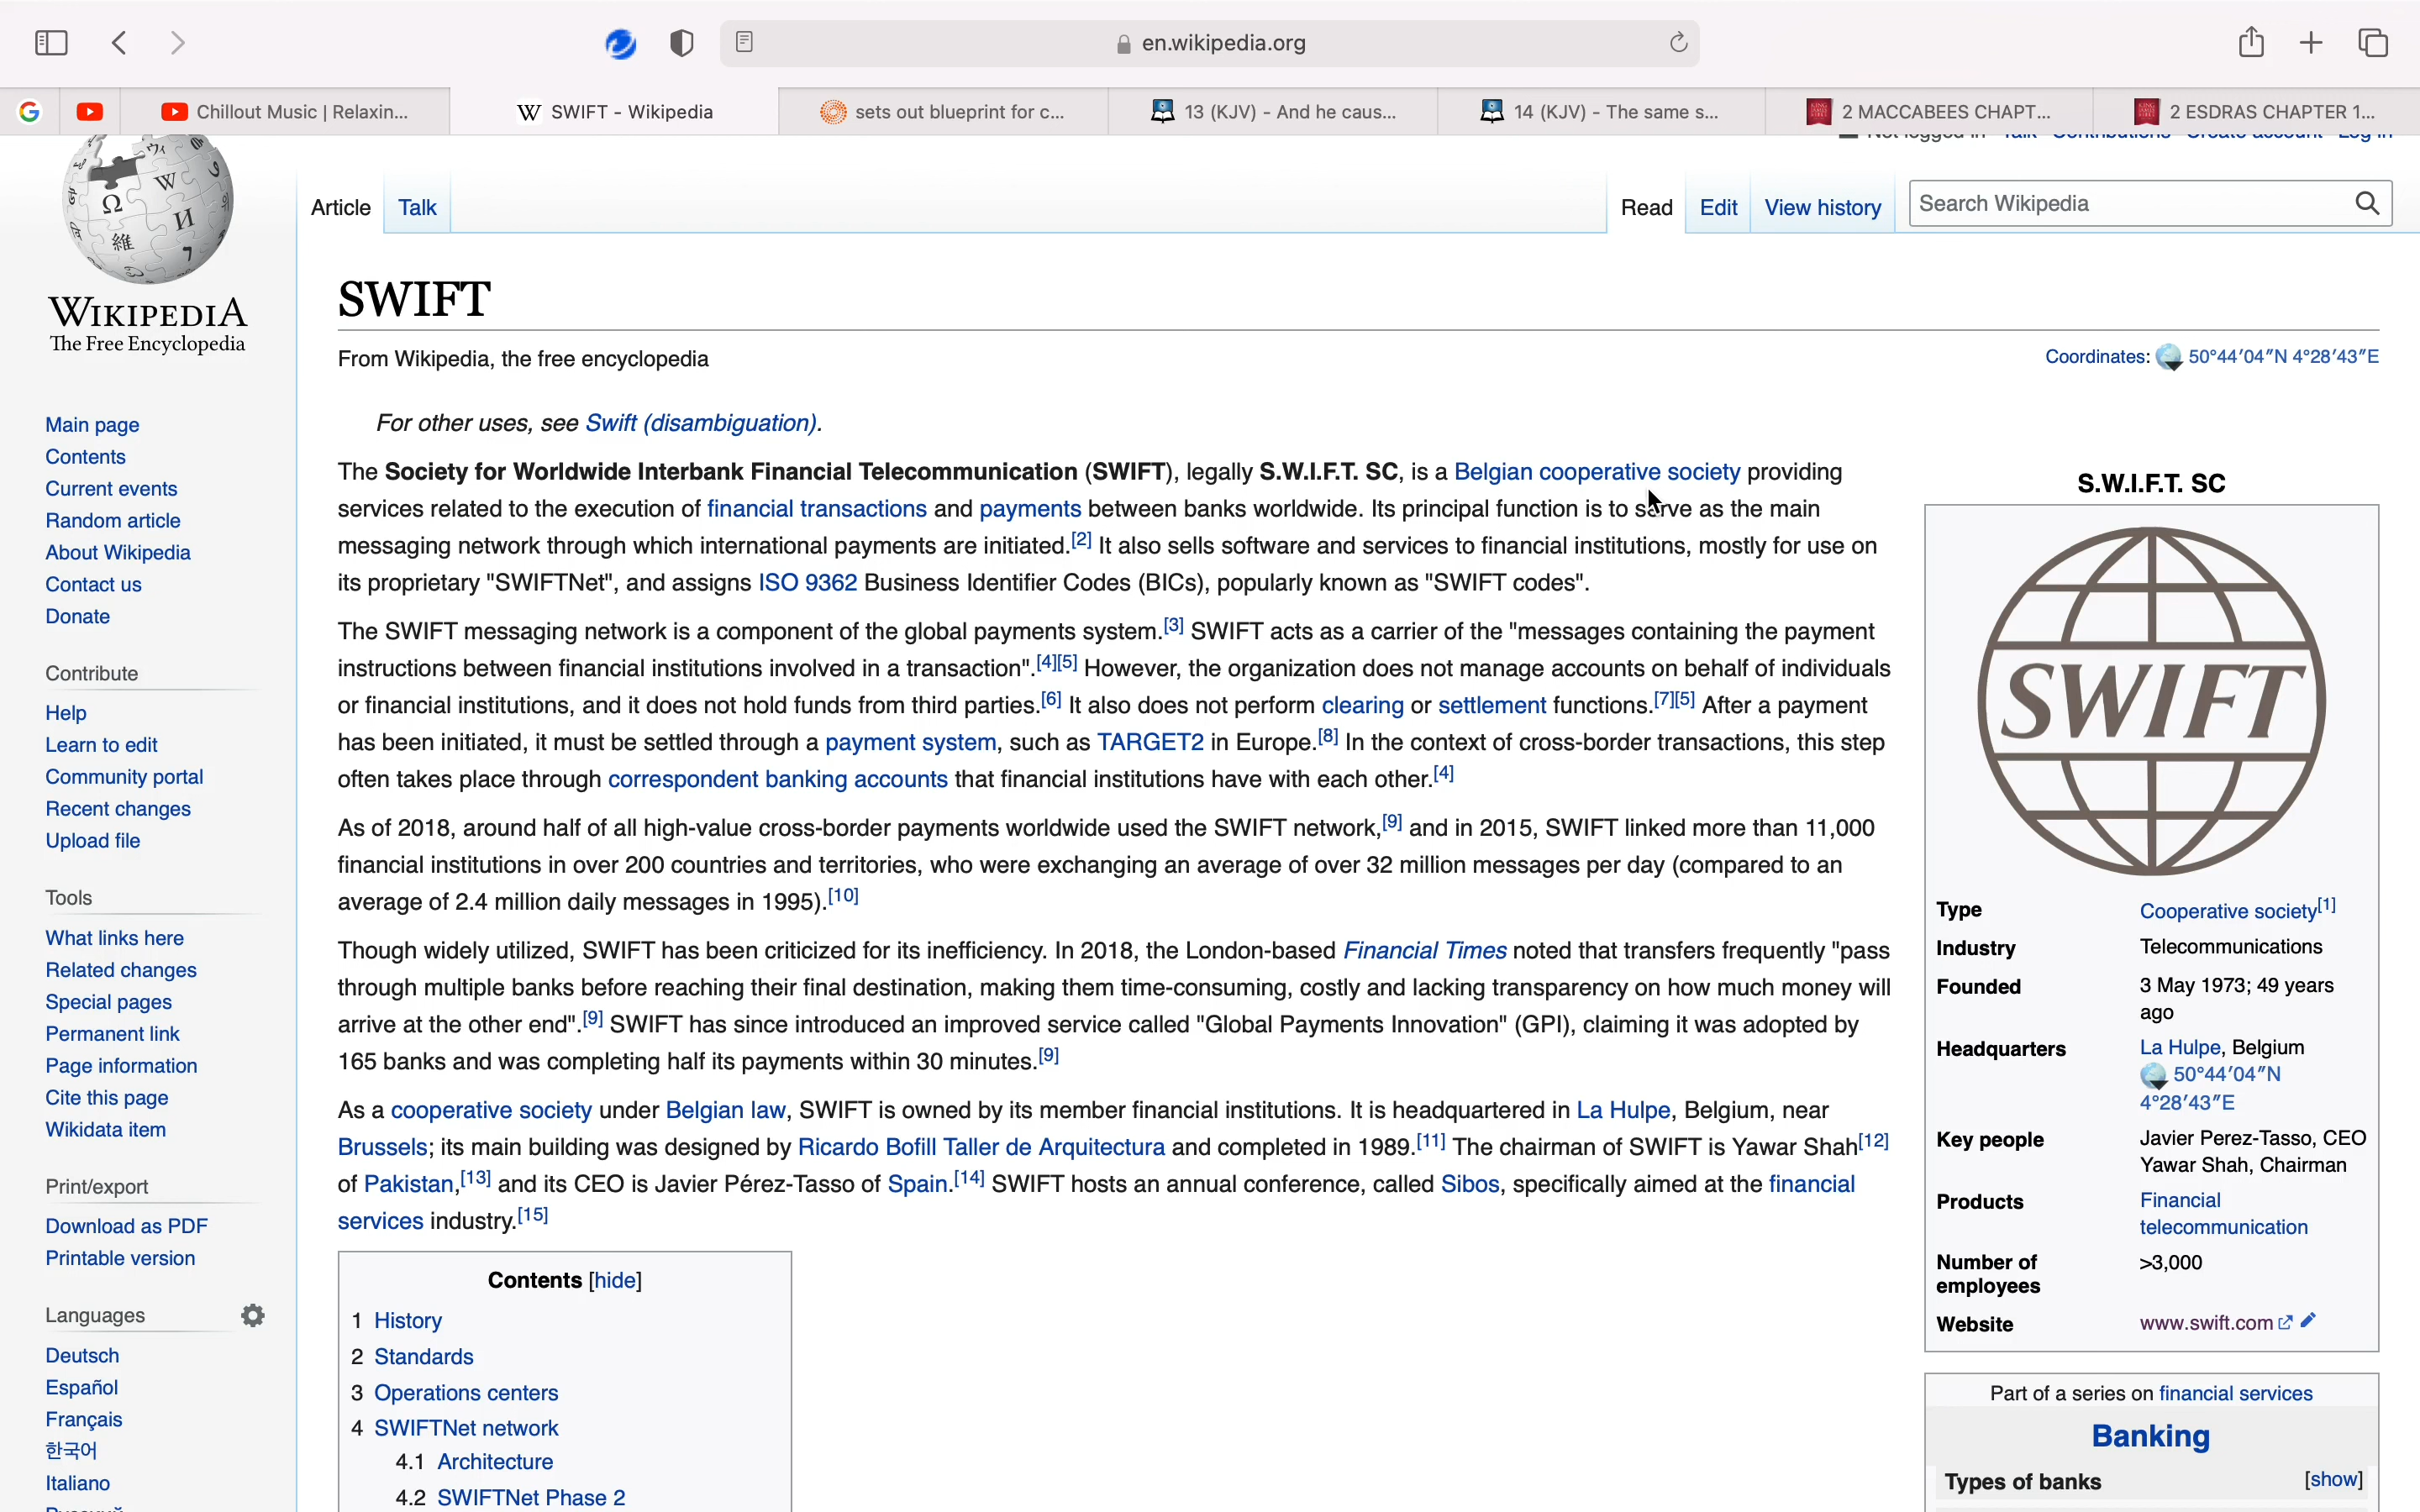 en.wikipedia.org
Chillout Music | Relaxin...
SWIFT - Wikipedia
sets out blueprint for c...
13 (KJV) - And he caus...
14 (KJV) - The same s...
2 MACCABEES CHAPT...
2 ESDRAS CHAPTER 1...
Not logged in Talk Contributions Create account Log in
WIKIPEDIA
The Free Encyclopedia
Article Talk
Read Edit View history
Search Wikipedia
Main page
Contents
Current events
Random article
About Wikipedia
Contact us
Donate
Contribute
Help
Learn to edit
Community portal
Recent changes
Upload file
Tools
What links here
Related changes
Special pages
Permanent link
Page information
Cite this page
Wikidata item
Print/export
Download as PDF
Printable version
Languages
Deutsch
Español
Français
한국어
Italiano
SWIFT
From Wikipedia, the free encyclopedia
Coordinates: 50°44′04″N 4°28′43″E
For other uses, see Swift (disambiguation).
The Society for Worldwide Interbank Financial Telecommunication (SWIFT), legally S.W.I.F.T. SC, is a Belgian cooperative society providing
services related to the execution of financial transactions and payments between banks worldwide. Its principal function is to serve as the main
messaging network through which international payments are initiated.[2] It also sells software and services to financial institutions, mostly for use on
its proprietary "SWIFTNet", and assigns ISO 9362 Business Identifier Codes (BICs), popularly known as "SWIFT codes".
The SWIFT messaging network is a component of the global payments system.[3] SWIFT acts as a carrier of the "messages containing the payment
instructions between financial institutions involved in a transaction".[4][5] However, the organization does not manage accounts on behalf of individuals
or financial institutions, and it does not hold funds from third parties.[6] It also does not perform clearing or settlement functions.[7][5] After a payment
has been initiated, it must be settled through a payment system, such as TARGET2 in Europe.[8] In the context of cross-border transactions, this step
often takes place through correspondent banking accounts that financial institutions have with each other.[4]
As of 2018, around half of all high-value cross-border payments worldwide used the SWIFT network,[9] and in 2015, SWIFT linked more than 11,000
financial institutions in over 200 countries and territories, who were exchanging an average of over 32 million messages per day (compared to an
average of 2.4 million daily messages in 1995).[10]
Though widely utilized, SWIFT has been criticized for its inefficiency. In 2018, the London-based Financial Times noted that transfers frequently "pass
through multiple banks before reaching their final destination, making them time-consuming, costly and lacking transparency on how much money will
arrive at the other end".[9] SWIFT has since introduced an improved service called "Global Payments Innovation" (GPI), claiming it was adopted by
165 banks and was completing half its payments within 30 minutes.[9]
As a cooperative society under Belgian law, SWIFT is owned by its member financial institutions. It is headquartered in La Hulpe, Belgium, near
Brussels; its main building was designed by Ricardo Bofill Taller de Arquitectura and completed in 1989.[11] The chairman of SWIFT is Yawar Shah[12]
of Pakistan,[13] and its CEO is Javier Pérez-Tasso of Spain.[14] SWIFT hosts an annual conference, called Sibos, specifically aimed at the financial
services industry.[15]
Contents [hide]
1 History
2 Standards
3 Operations centers
4 SWIFTNet network
4.1 Architecture
4.2 SWIFTNet Phase 2
S.W.I.F.T. SC
SWIFT
Type Cooperative society[1]
Industry Telecommunications
Founded 3 May 1973; 49 years
ago
Headquarters La Hulpe, Belgium
50°44′04″N
4°28′43″E
Key people Javier Perez-Tasso, CEO
Yawar Shah, Chairman
Products Financial
telecommunication
Number of >3,000
employees
Website www.swift.com
Part of a series on financial services
Banking
Types of banks [show]